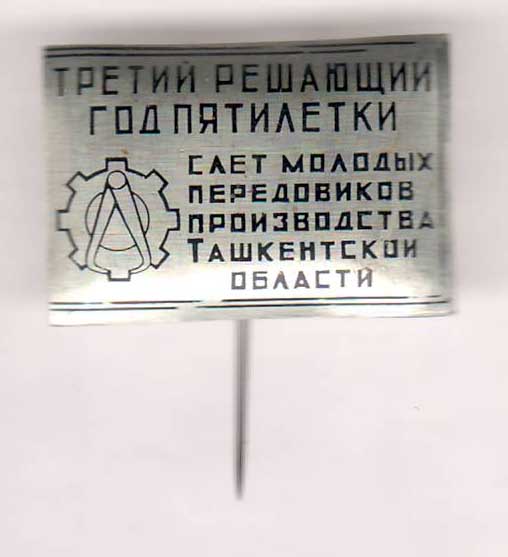 ТРЕТИЙ РЕШАЮЩИЙ
ГОД ПЯТИЛЕТКИ
СЛЕТ МОЛОДЫХ
ПЕРЕДОВИКОВ
ПРОИЗВОДСТВА
ТАШКЕНТСКОЙ
ОБЛАСТИ